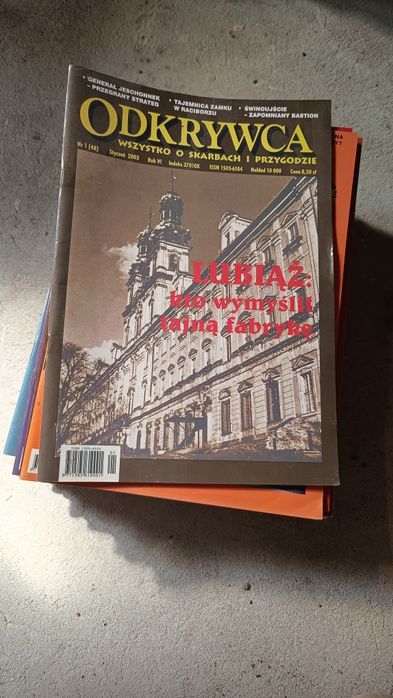 • GENERAŁ JESCHONNEK
– PRZEGRANY STRATEG
• TAJEMNICA ZAMKU
W RACIBORZU
• ŚWINOUJŚCIE
– ZAPOMNIANY BASTION
ODKRYWCA
WSZYSTKO O SKARBACH I PRZYGODZIE
Nr 1 (48) Styczeń 2003 Rok VI Indeks 37010X ISSN 1505-6104 Nakład 10 000 Cena 8,50 zł
LUBIĄŻ:
kto wymyślił
tajną fabrykę